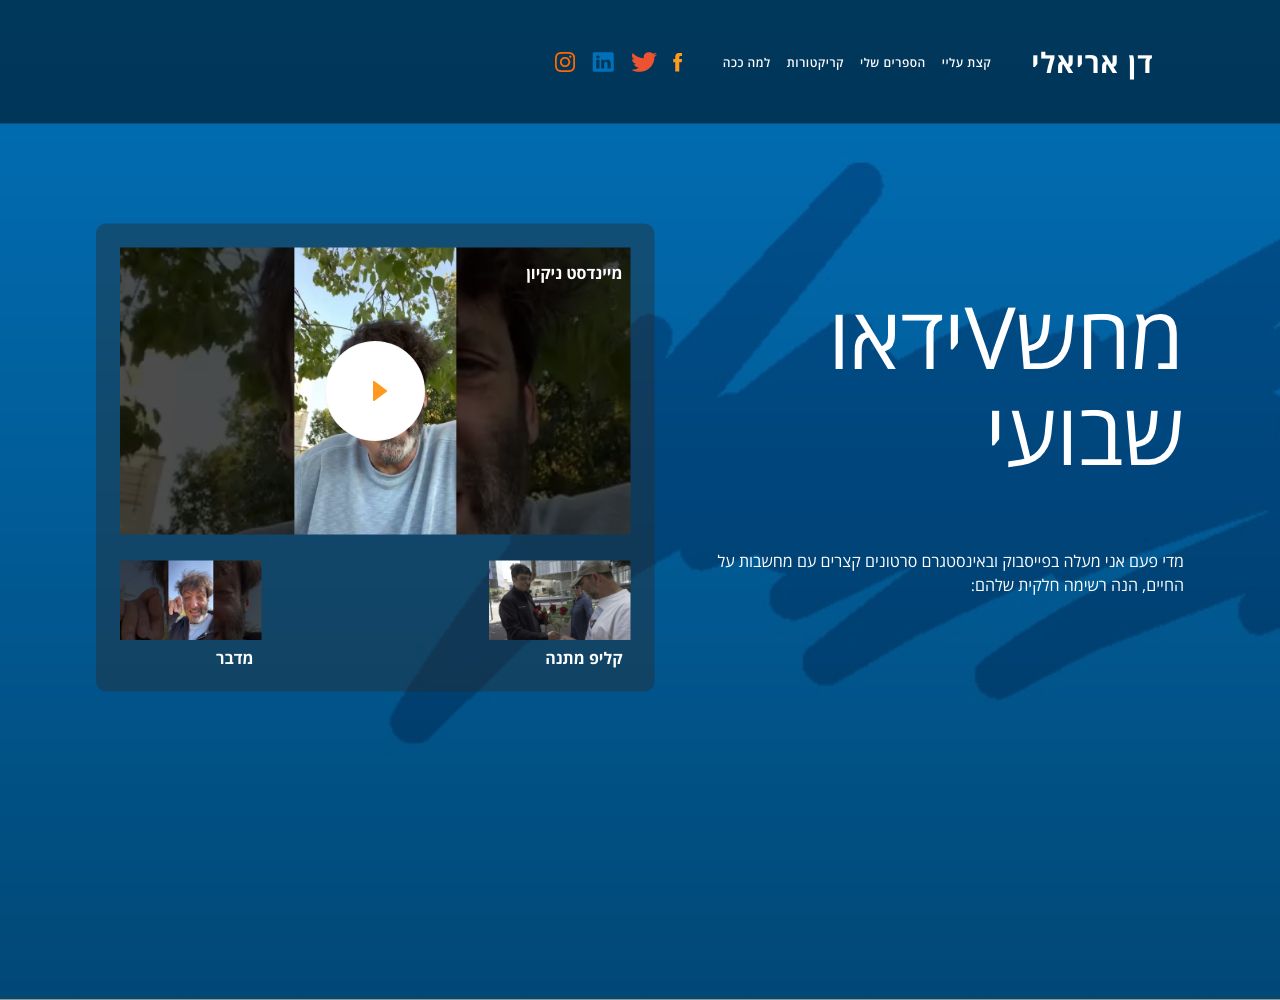 דן אריאלי
קצת עליי
הספרים שלי
קריקטורות
למה ככה
מחשVידאו
שבועי
מדי פעם אני מעלה בפייסבוק ובאינסטגרם סרטונים קצרים עם מחשבות על
החיים, הנה רשימה חלקית שלהם:
מיינדסט ניקיון
קליפ מתנה
מדבר